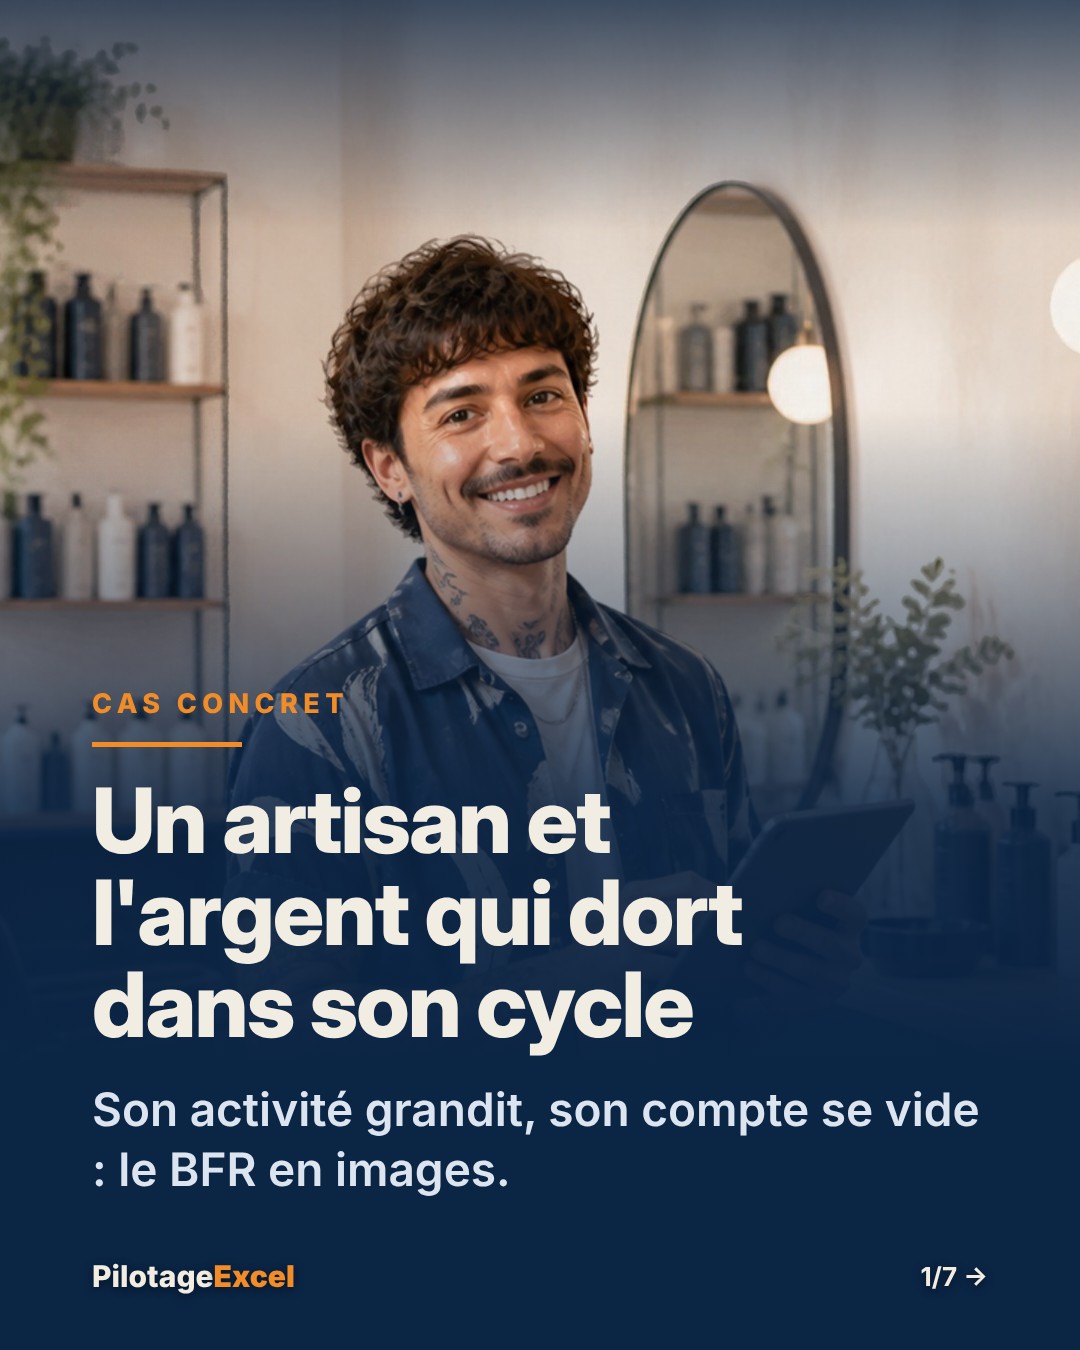 CAS CONCRET
Un artisan et
l'argent qui dort
dans son cycle
Son activité grandit, son compte se vide
: le BFR en images.
PilotageExcel
1/7 →